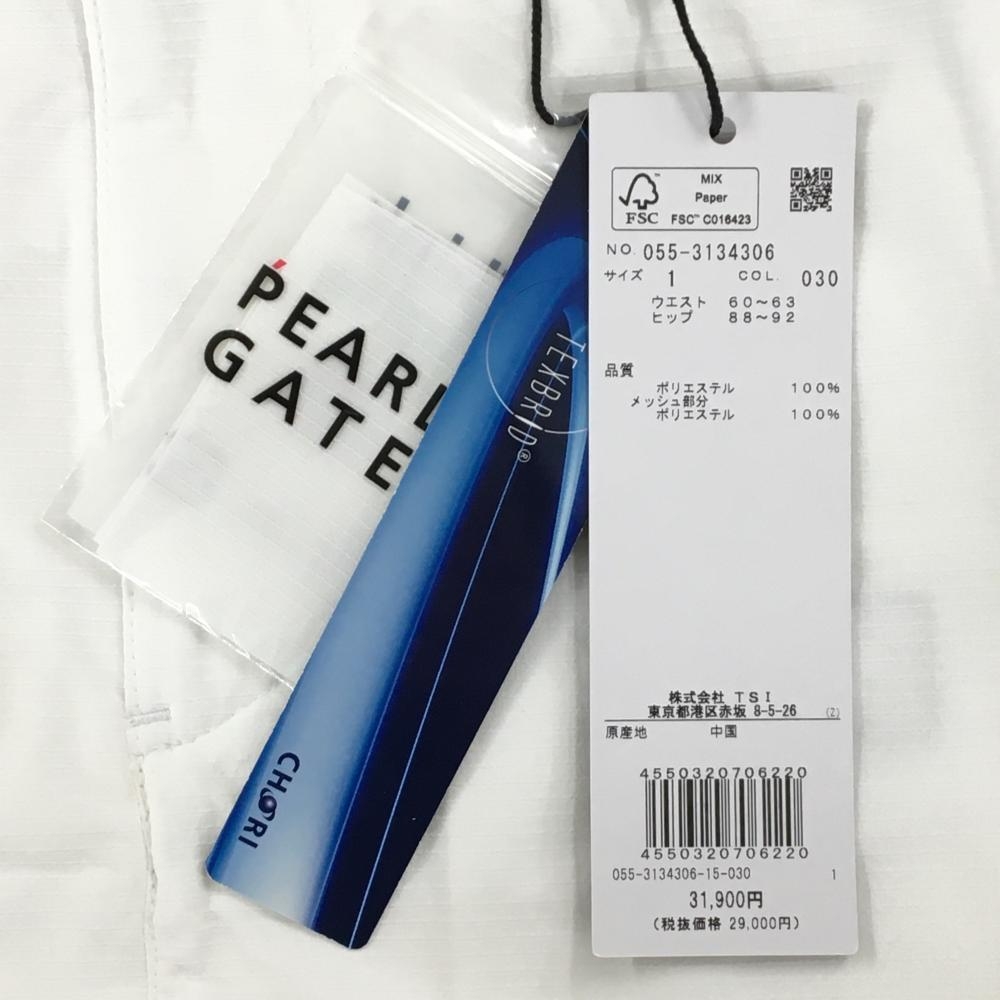 PEARL
GATE
TEXBRID®
CHORI
FSC™
MIX
Paper
FSC™ C016423
NO. 055-3134306
サイズ 1 COL. 030
ウエスト 60～63
ヒップ 88～92
品質
ポリエステル 100%
メッシュ部分
ポリエステル 100%
株式会社 TSI
東京都港区赤坂 8-5-26 (Z)
原産地 中国
4550320706220
4550320706220
055-3134306-15-030 1
31,900円
(税抜価格 29,000円)